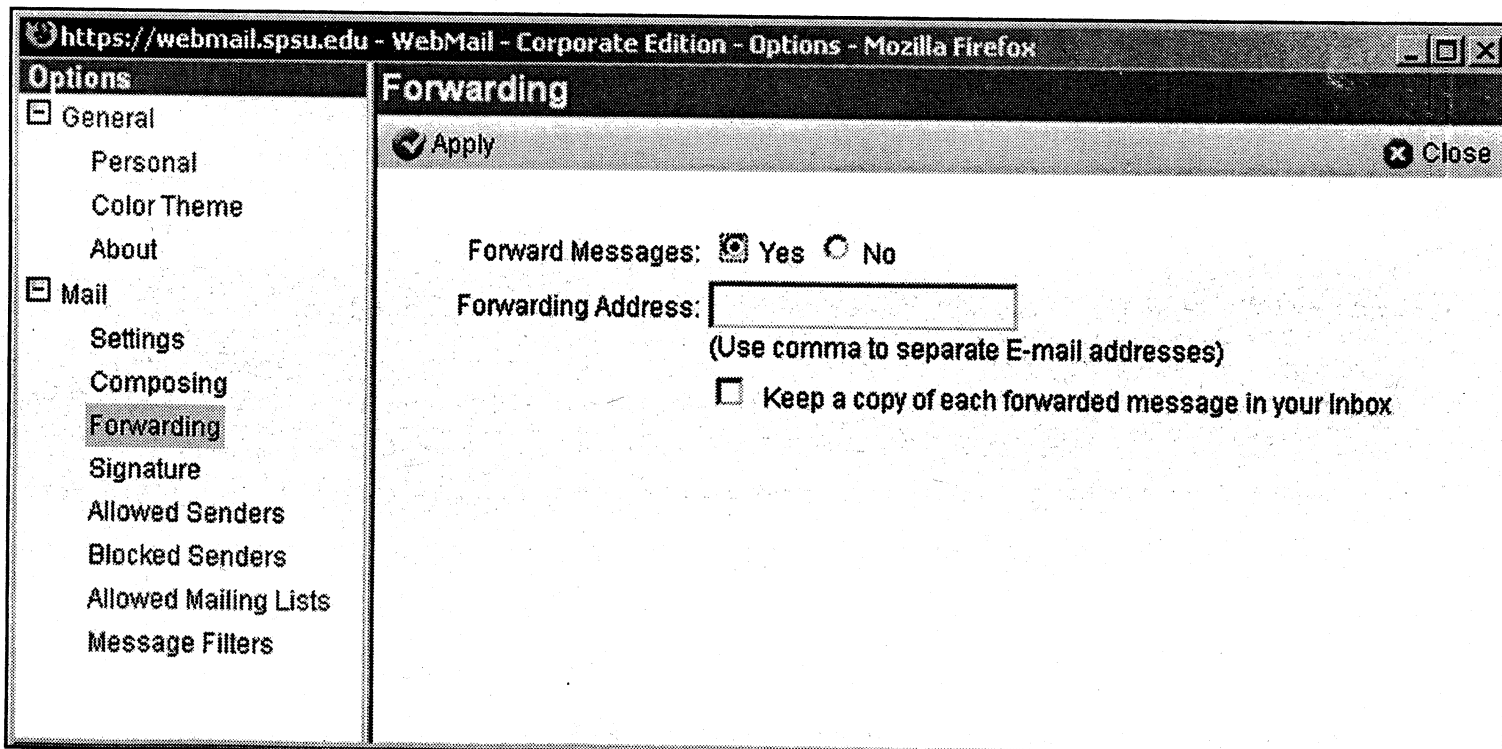 https://webmail.spsu.edu - WebMail - Corporate Edition - Options - Mozilla Firefox
Options
General
Personal
Color Theme
About
Mail
Settings
Composing
Forwarding
Signature
Allowed Senders
Blocked Senders
Allowed Mailing Lists
Message Filters
Forwarding
Apply
Close
Forward Messages: Yes No
Forwarding Address:
(Use comma to separate E-mail addresses)
Keep a copy of each forwarded message in your Inbox